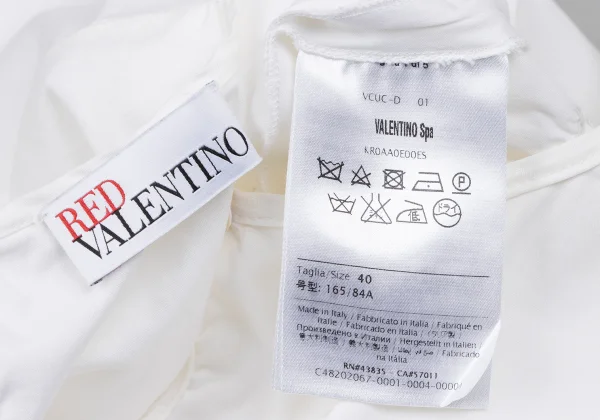 RED
VALENTINO
VCUC-D 01
VALENTINO Spa
KR0AA0E00E5
P
低
Taglia/Size 40
号型: 165/84A
Made in Italy / Fabbricato in Italia / Fabriqué en
Italie / Fabricado en Italia /
Произведено в Италии / Hergestellt in Italien /
Fabricado
na Itália
RN#43835 - CA#57011
C48202067-0001-0004-0000